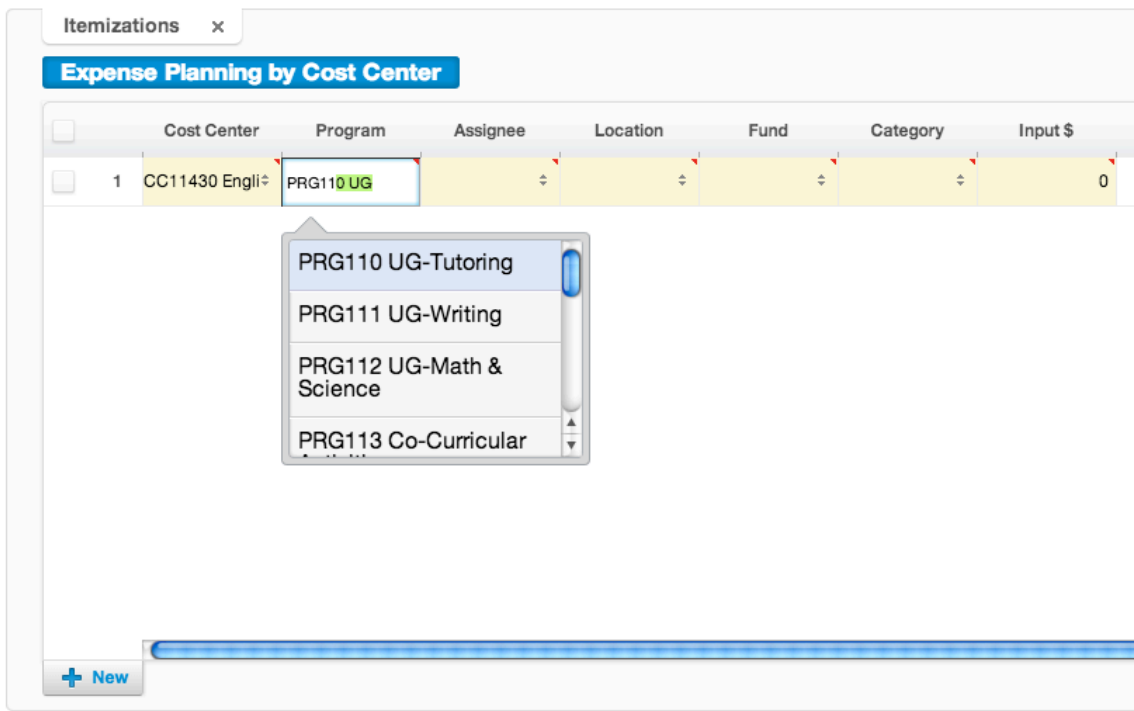 Itemizations ×
Expense Planning by Cost Center
Cost Center Program Assignee Location Fund Category Input $
1 CC11430 Engli PRG110 UG 0
PRG110 UG-Tutoring
PRG111 UG-Writing
PRG112 UG-Math &
Science
PRG113 Co-Curricular
New